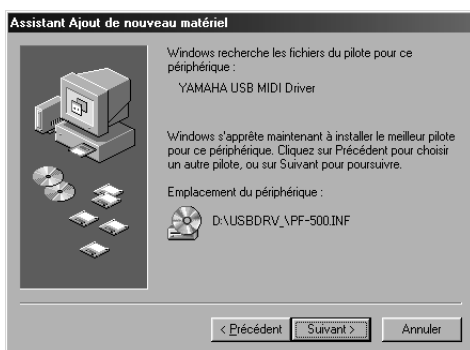 Assistant Ajout de nouveau matériel
Windows recherche les fichiers du pilote pour ce
périphérique :
YAMAHA USB MIDI Driver
Windows s'apprête maintenant à installer le meilleur pilote
pour ce périphérique. Cliquez sur Précédent pour choisir
un autre pilote, ou sur Suivant pour poursuivre.
Emplacement du périphérique :
D:\USBDRV_\PF-500.INF
< Précédent
Suivant >
Annuler